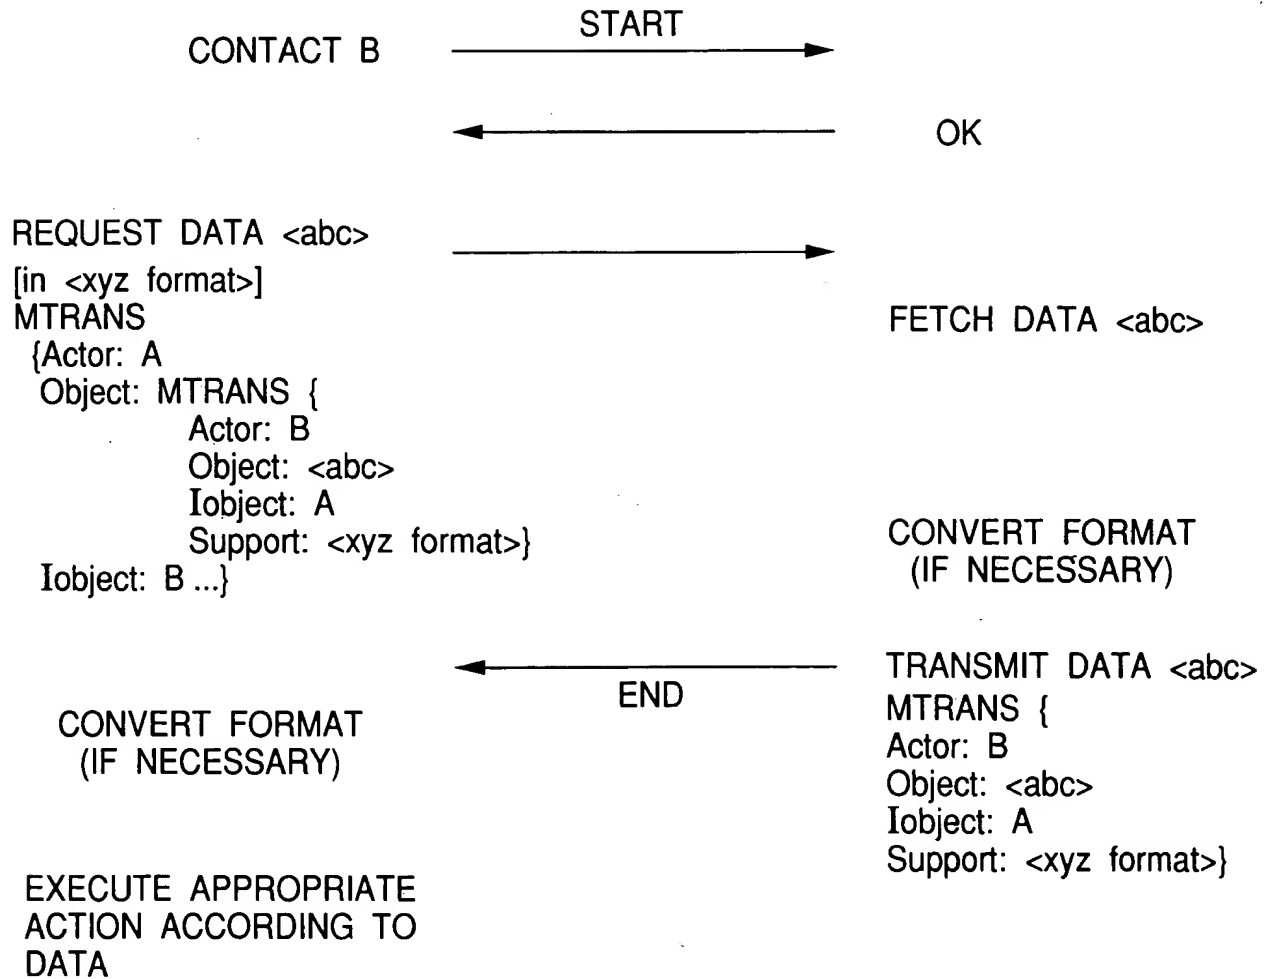 START
CONTACT B
OK
REQUEST DATA <abc>
[in <xyz format>]
MTRANS
{Actor: A
Object: MTRANS {
Actor: B
Object: <abc>
Iobject: A
Support: <xyz format>}
Iobject: B ...}
FETCH DATA <abc>
CONVERT FORMAT
(IF NECESSARY)
TRANSMIT DATA <abc>
MTRANS {
Actor: B
Object: <abc>
Iobject: A
Support: <xyz format>}
END
CONVERT FORMAT
(IF NECESSARY)
EXECUTE APPROPRIATE
ACTION ACCORDING TO
DATA